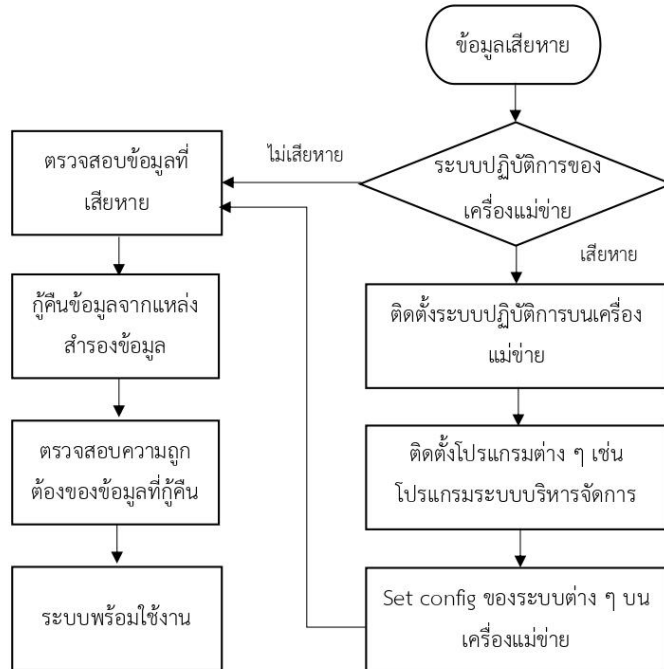 ข้อมูลเสียหาย
ระบบปฏิบัติการของ
เครื่องแม่ข่าย
ไม่เสียหาย
เสียหาย
ตรวจสอบข้อมูลที่
เสียหาย
กู้คืนข้อมูลจากแหล่ง
สำรองข้อมูล
ตรวจสอบความถูก
ต้องของข้อมูลที่กู้คืน
ระบบพร้อมใช้งาน
ติดตั้งระบบปฏิบัติการบนเครื่อง
แม่ข่าย
ติดตั้งโปรแกรมต่าง ๆ เช่น
โปรแกรมระบบบริหารจัดการ
Set config ของระบบต่าง ๆ บน
เครื่องแม่ข่าย